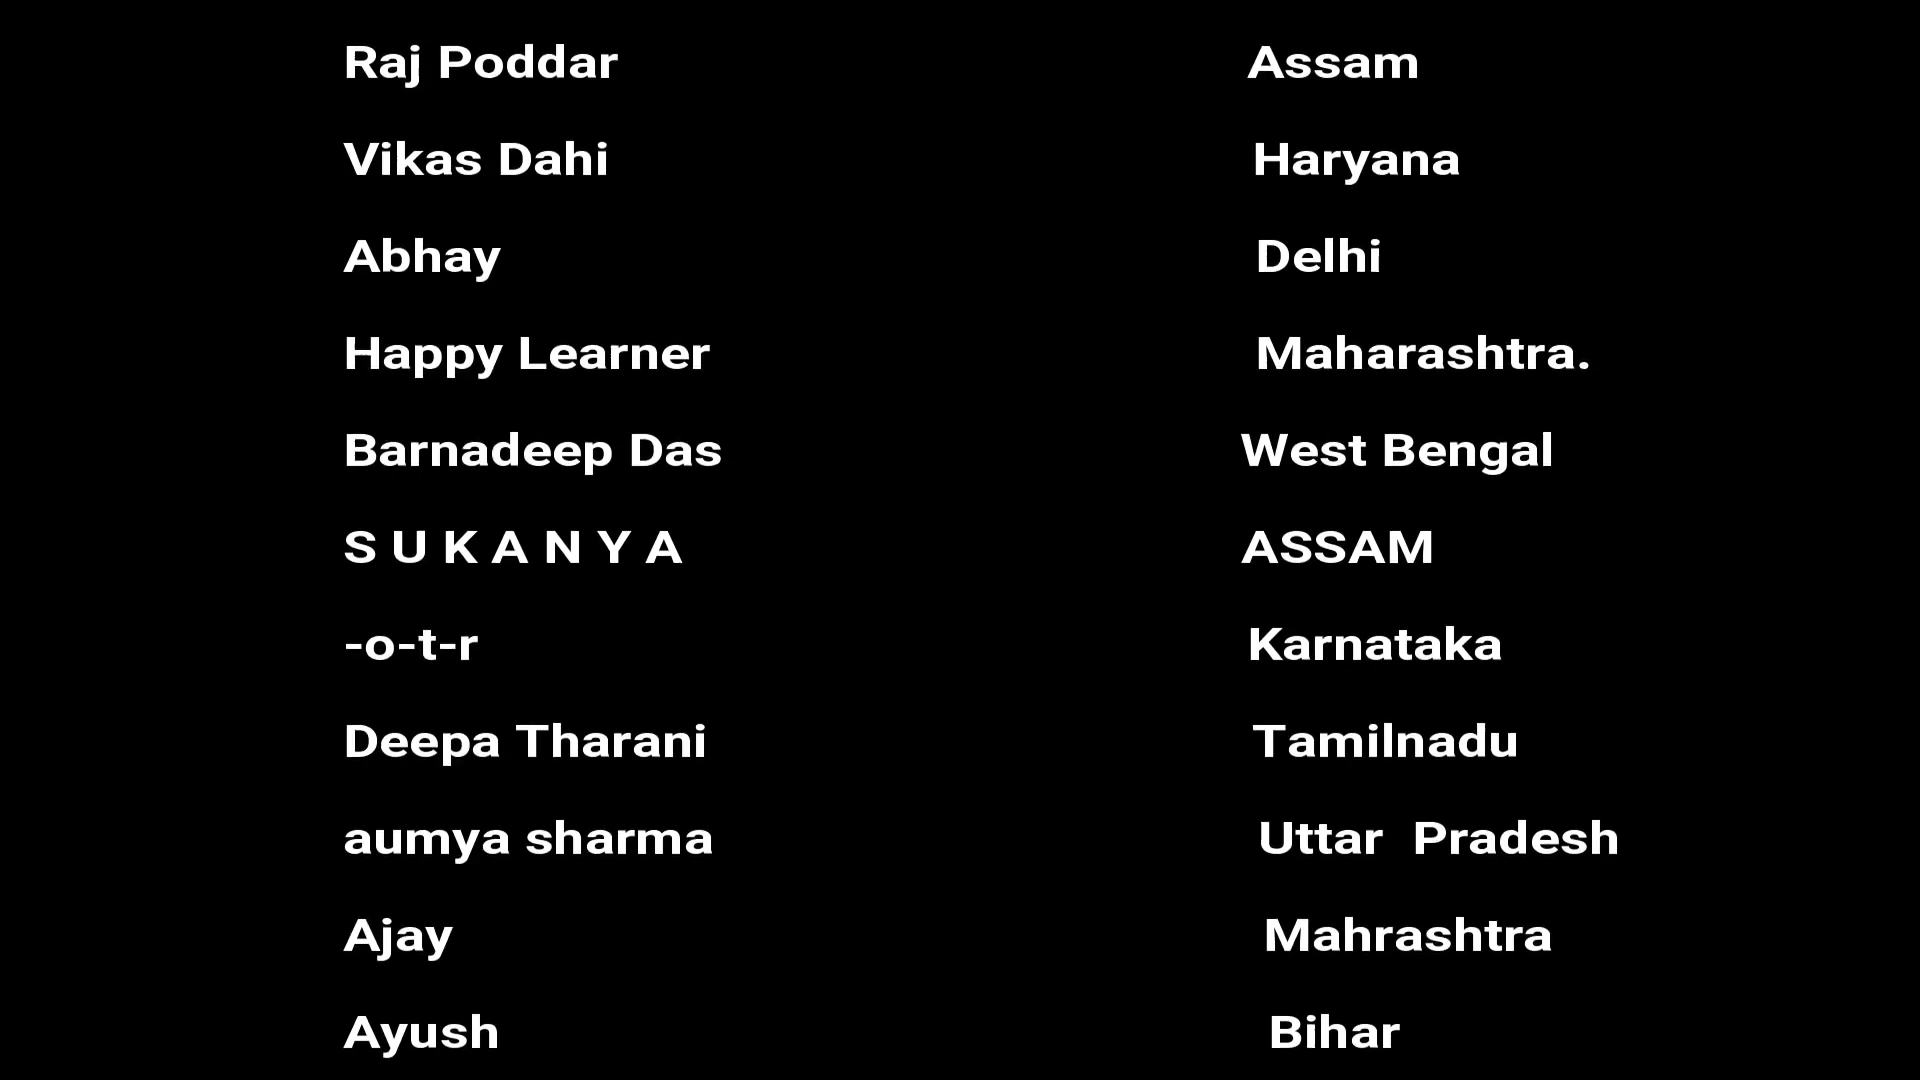 Raj Poddar Assam
Vikas Dahi Haryana
Abhay Delhi
Happy Learner Maharashtra.
Barnadeep Das West Bengal
S U K A N Y A ASSAM
-o-t-r Karnataka
Deepa Tharani Tamilnadu
aumya sharma Uttar  Pradesh
Ajay Mahrashtra
Ayush Bihar